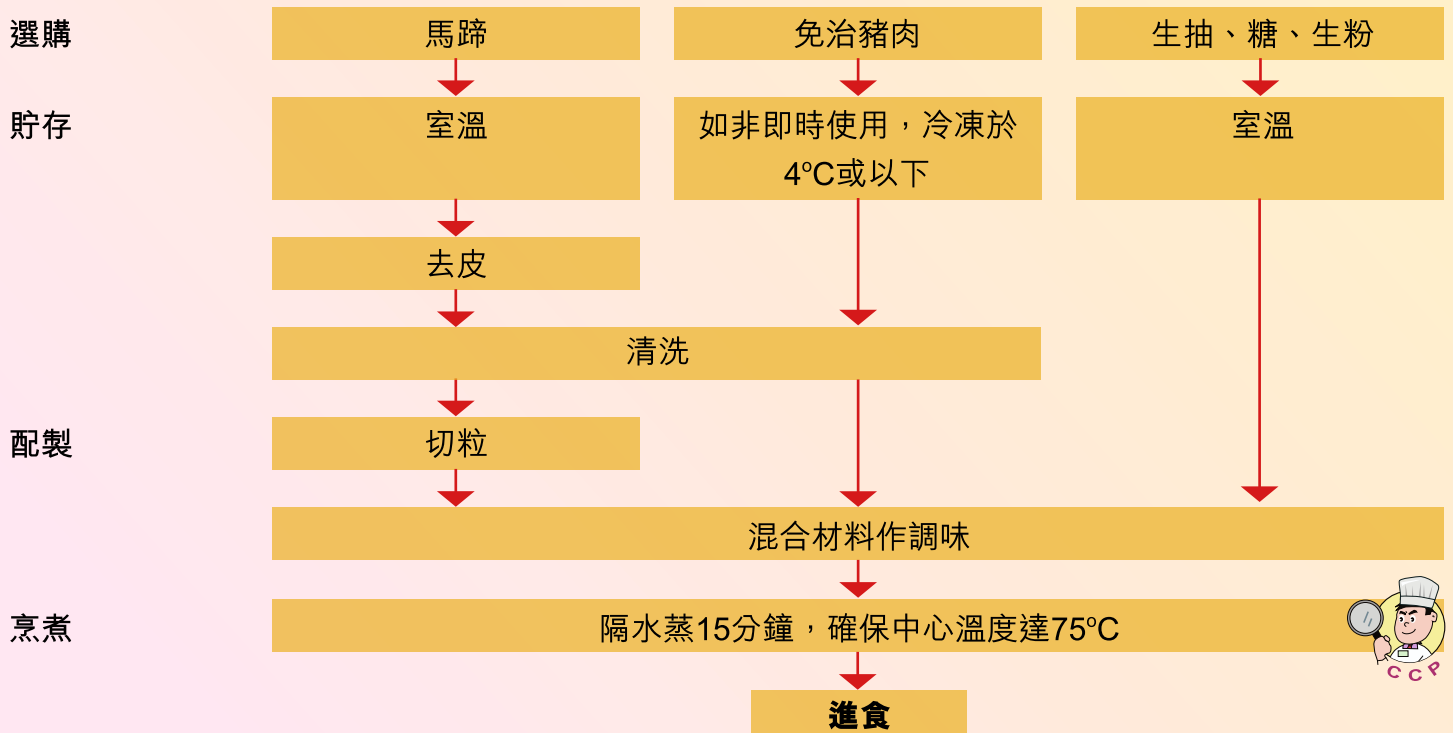 選購
馬蹄
免治豬肉
生抽、糖、生粉
貯存
室溫
如非即時使用，冷凍於
4ºC或以下
室溫
去皮
清洗
配製
切粒
混合材料作調味
烹煮
隔水蒸15分鐘，確保中心溫度達75ºC
CCP
進食